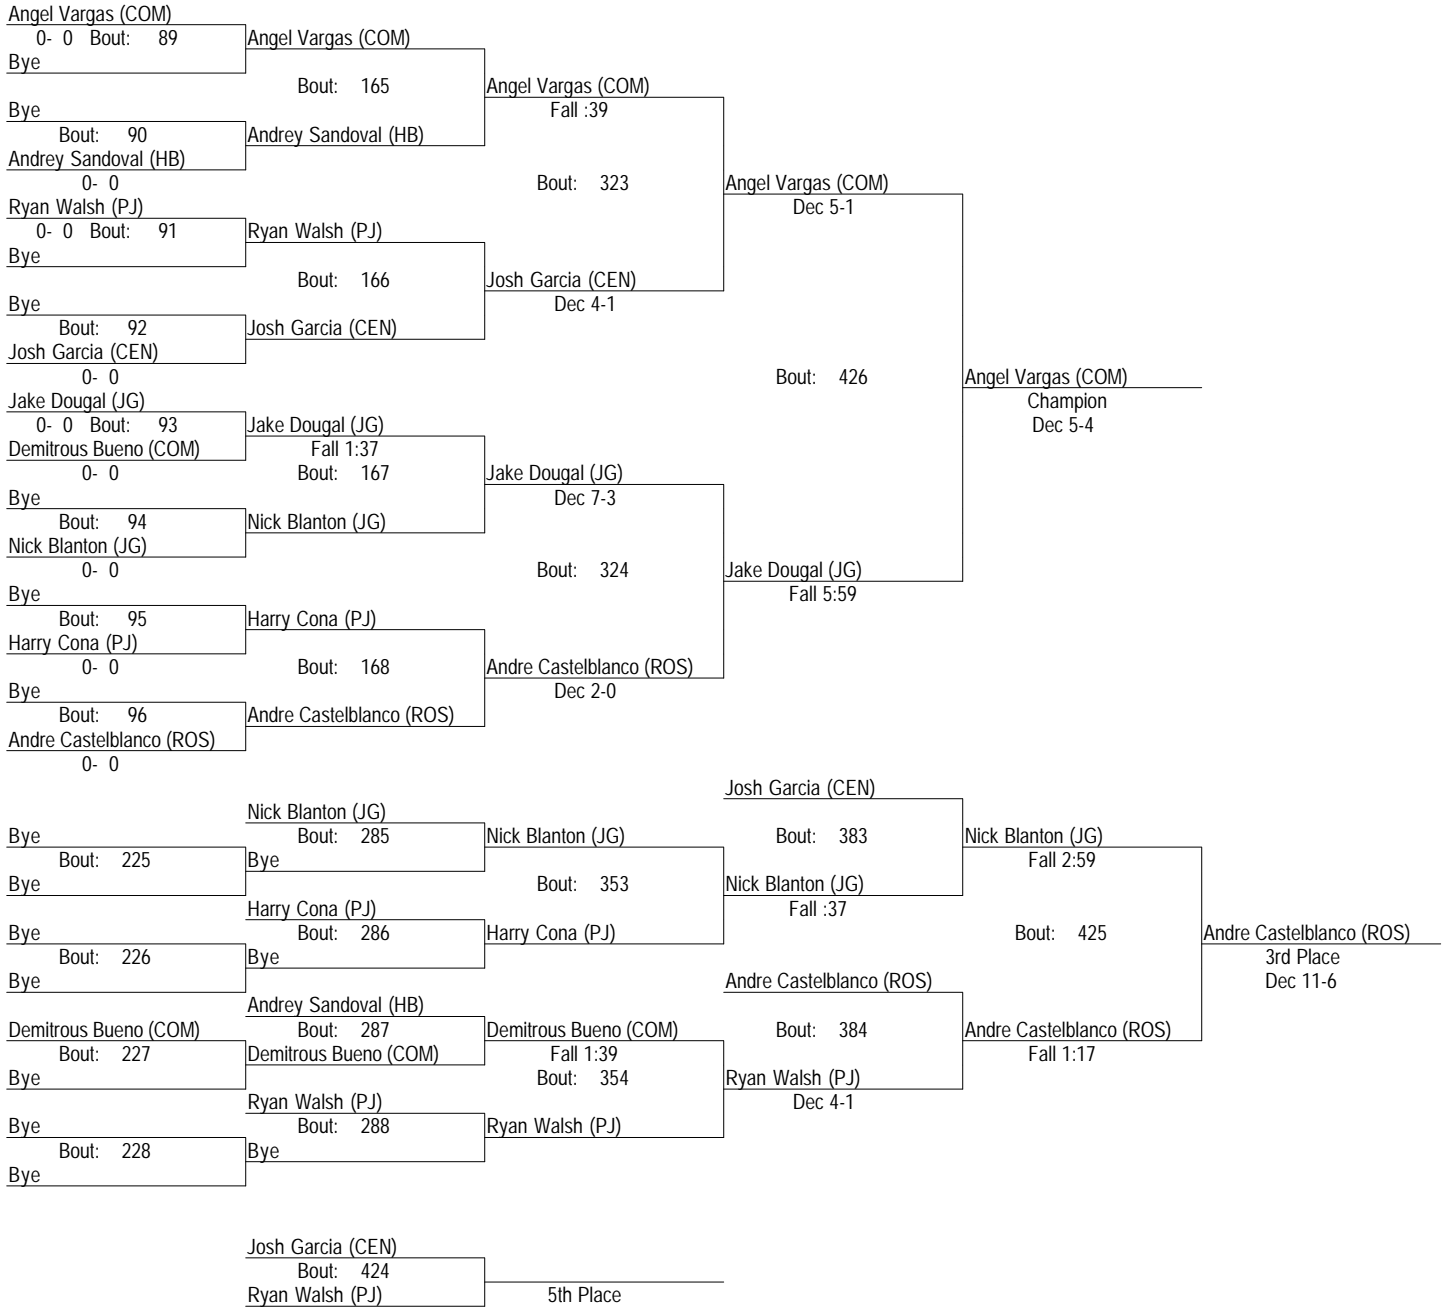 Angel Vargas (COM)
0- 0 Bout: 89 Angel Vargas (COM)
Bye
Bout: 165 Angel Vargas (COM)
Bye Fall :39
Bout: 90 Andrey Sandoval (HB)
Andrey Sandoval (HB)
0- 0 Bout: 323 Angel Vargas (COM)
Ryan Walsh (PJ) Dec 5-1
0- 0 Bout: 91 Ryan Walsh (PJ)
Bye
Bout: 166 Josh Garcia (CEN)
Bye Dec 4-1
Bout: 92 Josh Garcia (CEN)
Josh Garcia (CEN)
0- 0 Bout: 426 Angel Vargas (COM)
Jake Dougal (JG) Champion
0- 0 Bout: 93 Jake Dougal (JG) Dec 5-4
Demitrous Bueno (COM) Fall 1:37
0- 0 Bout: 167 Jake Dougal (JG)
Bye Dec 7-3
Bout: 94 Nick Blanton (JG)
Nick Blanton (JG)
0- 0 Bout: 324 Jake Dougal (JG)
Bye Fall 5:59
Bout: 95 Harry Cona (PJ)
Harry Cona (PJ)
0- 0 Bout: 168 Andre Castelblanco (ROS)
Bye Dec 2-0
Bout: 96 Andre Castelblanco (ROS)
Andre Castelblanco (ROS)
0- 0
Josh Garcia (CEN)
Nick Blanton (JG)
Bye Bout: 285 Nick Blanton (JG) Bout: 383 Nick Blanton (JG)
Bout: 225 Bye Fall 2:59
Bye Bout: 353 Nick Blanton (JG)
Harry Cona (PJ) Fall :37
Bye Bout: 286 Harry Cona (PJ) Bout: 425 Andre Castelblanco (ROS)
Bout: 226 Bye 3rd Place
Bye Andre Castelblanco (ROS) Dec 11-6
Andrey Sandoval (HB)
Demitrous Bueno (COM) Bout: 287 Demitrous Bueno (COM) Bout: 384 Andre Castelblanco (ROS)
Bout: 227 Demitrous Bueno (COM) Fall 1:39 Fall 1:17
Bye Bout: 354 Ryan Walsh (PJ)
Ryan Walsh (PJ) Dec 4-1
Bye Bout: 288 Ryan Walsh (PJ)
Bout: 228 Bye
Bye
Josh Garcia (CEN)
Bout: 424
Ryan Walsh (PJ) 5th Place